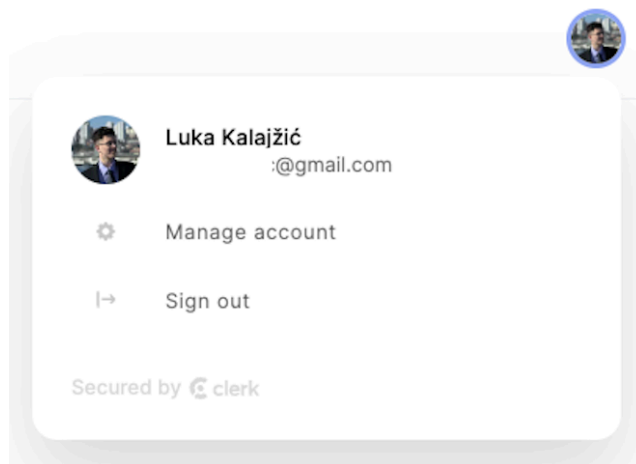 Luka Kalajžić
:@gmail.com
Manage account
Sign out
Secured by clerk